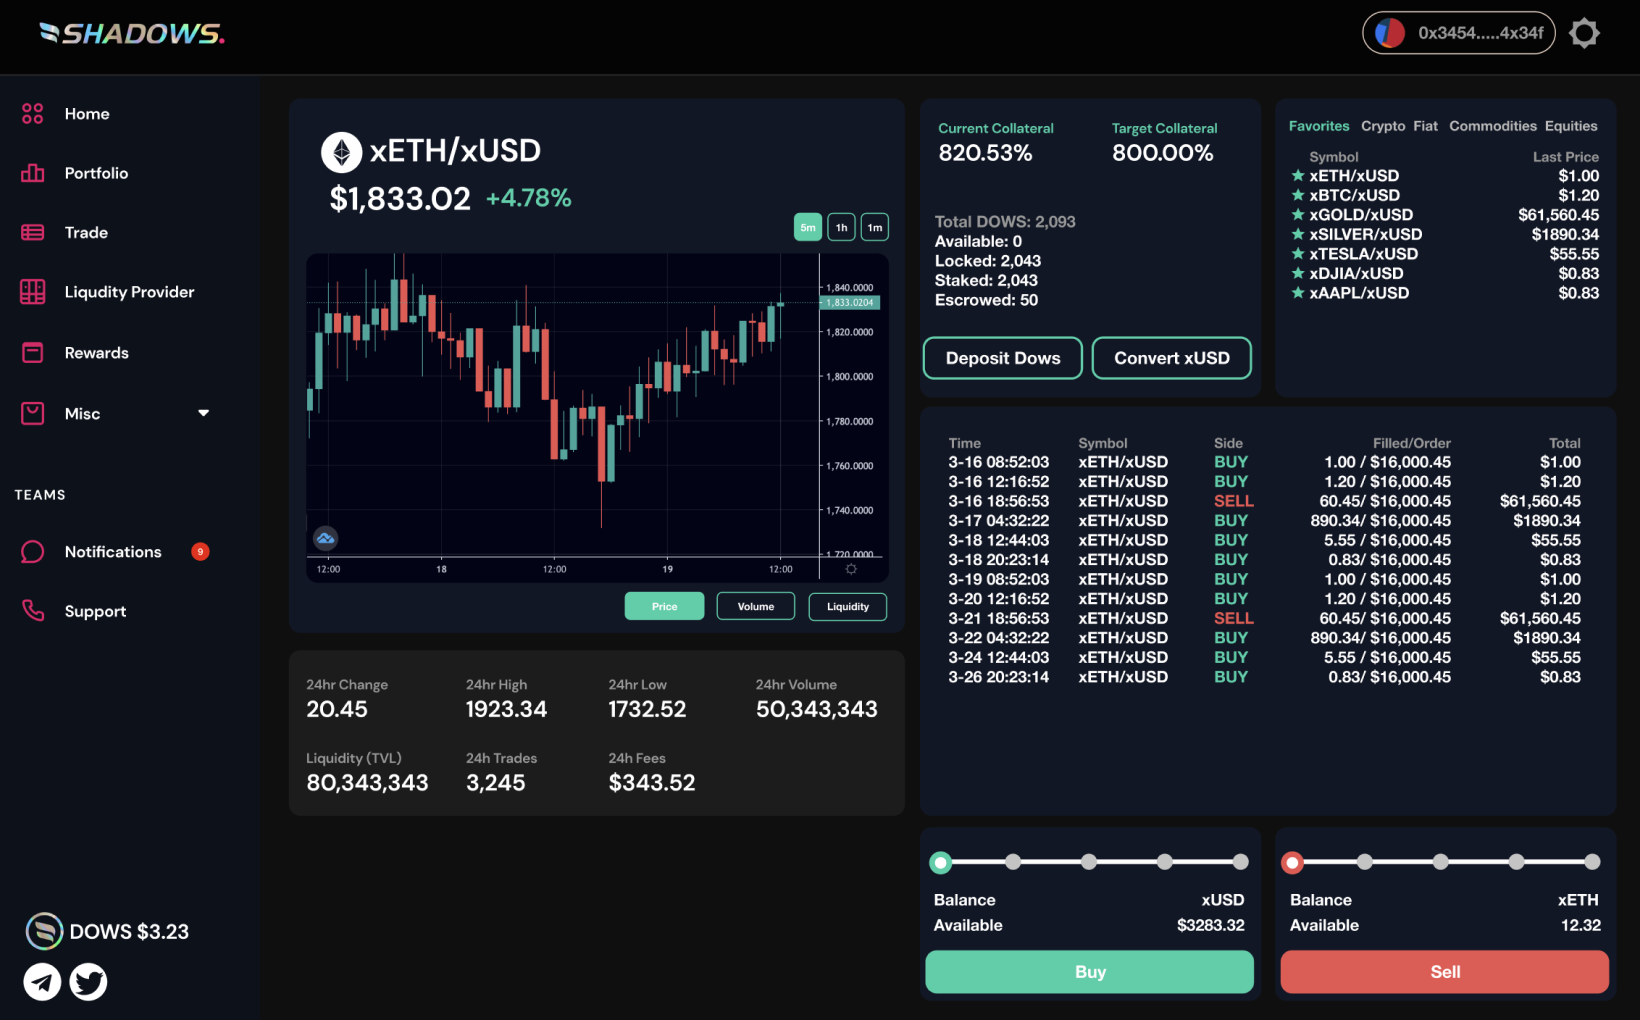 SHADOWS.
0x3454.....4x34f
Home
Portfolio
Trade
Liqudity Provider
Rewards
Misc
TEAMS
Notifications 9
Support
DOWS $3.23
xETH/xUSD
$1,833.02 +4.78%
5m 1h 1m
1,840.0000
1,833.0204
1,820.0000
1,800.0000
1,780.0000
1,760.0000
1,740.0000
1,720.0000
12:00 18 12:00 19 12:00
Price Volume Liquidity
24hr Change 24hr High 24hr Low 24hr Volume
20.45 1923.34 1732.52 50,343,343
Liquidity (TVL) 24h Trades 24h Fees
80,343,343 3,245 $343.52
Current Collateral Target Collateral
820.53% 800.00%
Total DOWS: 2,093
Available: 0
Locked: 2,043
Staked: 2,043
Escrowed: 50
Deposit Dows Convert xUSD
Favorites Crypto Fiat Commodities Equities
Symbol Last Price
xETH/xUSD $1.00
xBTC/xUSD $1.20
xGOLD/xUSD $61,560.45
xSILVER/xUSD $1890.34
xTESLA/xUSD $55.55
xDJIA/xUSD $0.83
xAAPL/xUSD $0.83
Time Symbol Side Filled/Order Total
3-16 08:52:03 xETH/xUSD BUY 1.00 / $16,000.45 $1.00
3-16 12:16:52 xETH/xUSD BUY 1.20 / $16,000.45 $1.20
3-16 18:56:53 xETH/xUSD SELL 60.45/ $16,000.45 $61,560.45
3-17 04:32:22 xETH/xUSD BUY 890.34/ $16,000.45 $1890.34
3-18 12:44:03 xETH/xUSD BUY 5.55 / $16,000.45 $55.55
3-18 20:23:14 xETH/xUSD BUY 0.83/ $16,000.45 $0.83
3-19 08:52:03 xETH/xUSD BUY 1.00 / $16,000.45 $1.00
3-20 12:16:52 xETH/xUSD BUY 1.20 / $16,000.45 $1.20
3-21 18:56:53 xETH/xUSD SELL 60.45/ $16,000.45 $61,560.45
3-22 04:32:22 xETH/xUSD BUY 890.34/ $16,000.45 $1890.34
3-24 12:44:03 xETH/xUSD BUY 5.55 / $16,000.45 $55.55
3-26 20:23:14 xETH/xUSD BUY 0.83/ $16,000.45 $0.83
Balance xUSD
Available $3283.32
Buy
Balance xETH
Available 12.32
Sell